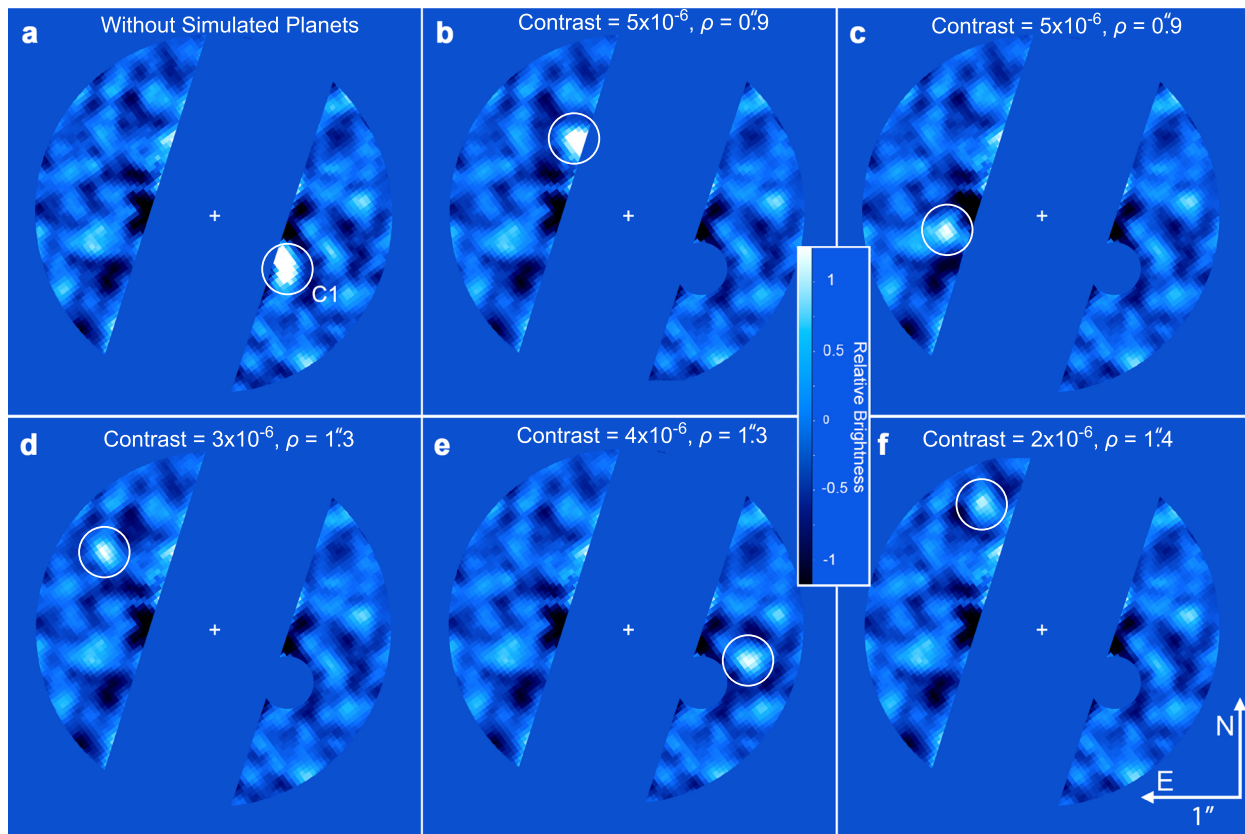 a Without Simulated Planets
b Contrast = 5x10⁻⁶, ρ = 0.″9
c Contrast = 5x10⁻⁶, ρ = 0.″9
C1
1
0.5
0
-0.5
-1
Relative Brightness
d Contrast = 3x10⁻⁶, ρ = 1.″3
e Contrast = 4x10⁻⁶, ρ = 1.″3
f Contrast = 2x10⁻⁶, ρ = 1.″4
N
E
1″